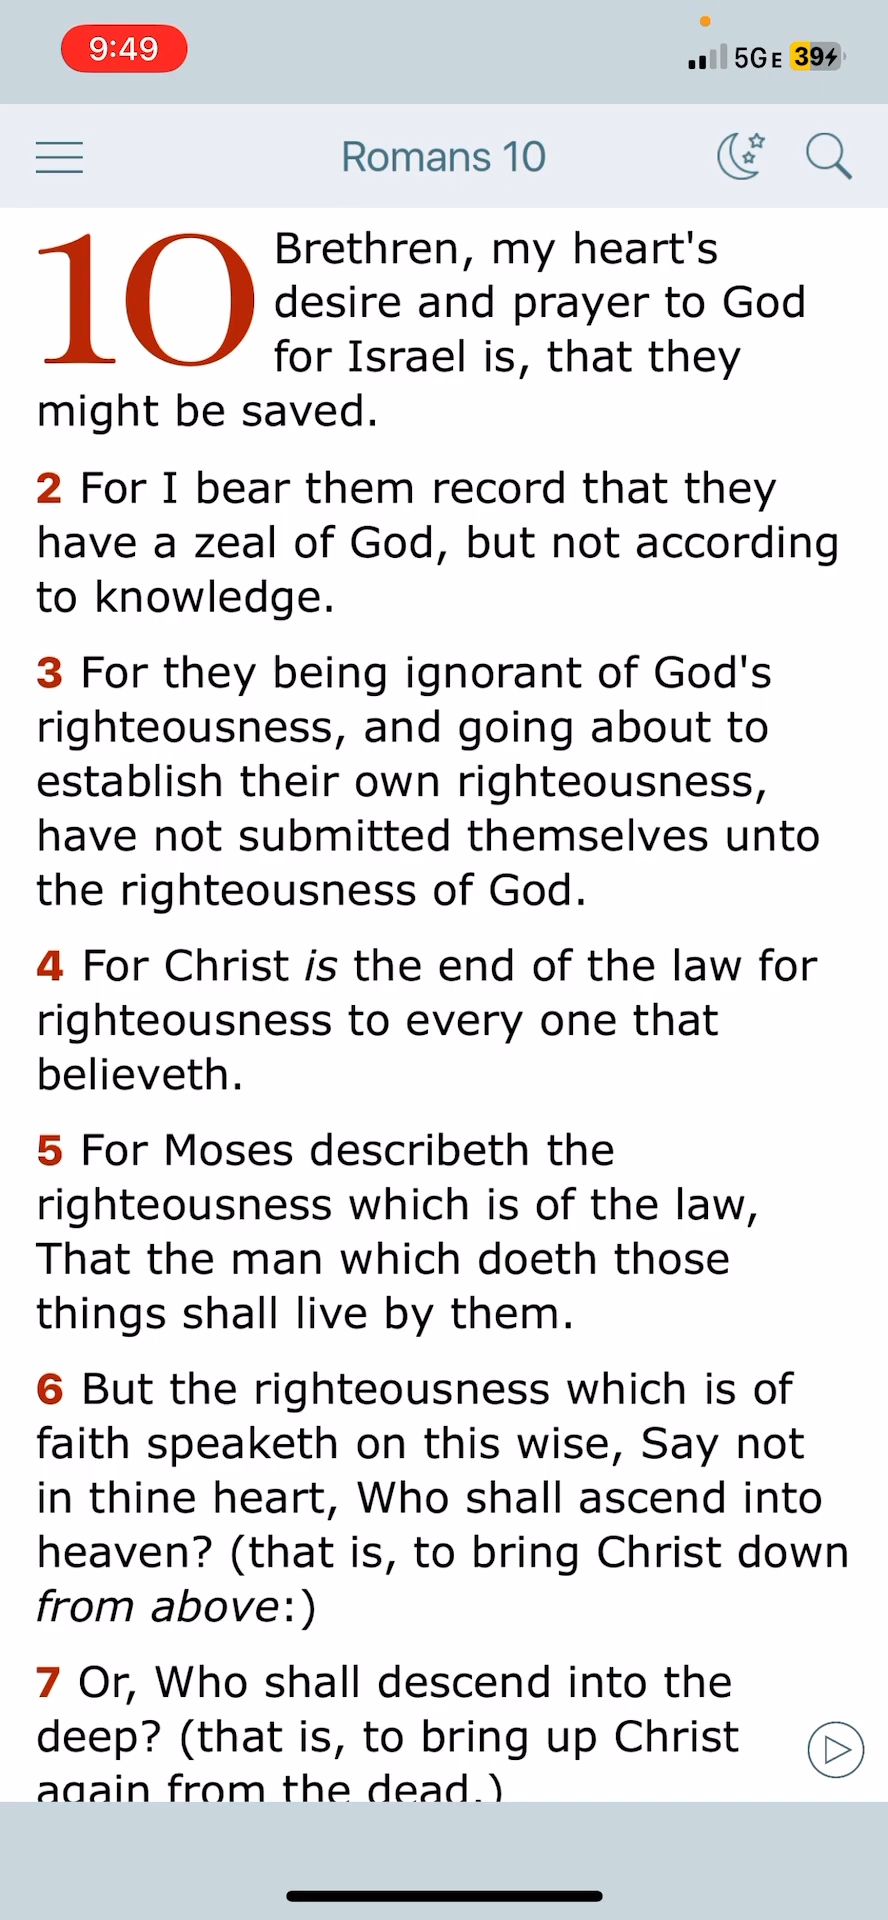 9:49
5GE 39
Romans 10
10 Brethren, my heart's
desire and prayer to God
for Israel is, that they
might be saved.
2 For I bear them record that they
have a zeal of God, but not according
to knowledge.
3 For they being ignorant of God's
righteousness, and going about to
establish their own righteousness,
have not submitted themselves unto
the righteousness of God.
4 For Christ is the end of the law for
righteousness to every one that
believeth.
5 For Moses describeth the
righteousness which is of the law,
That the man which doeth those
things shall live by them.
6 But the righteousness which is of
faith speaketh on this wise, Say not
in thine heart, Who shall ascend into
heaven? (that is, to bring Christ down
from above:)
7 Or, Who shall descend into the
deep? (that is, to bring up Christ
again from the dead.)